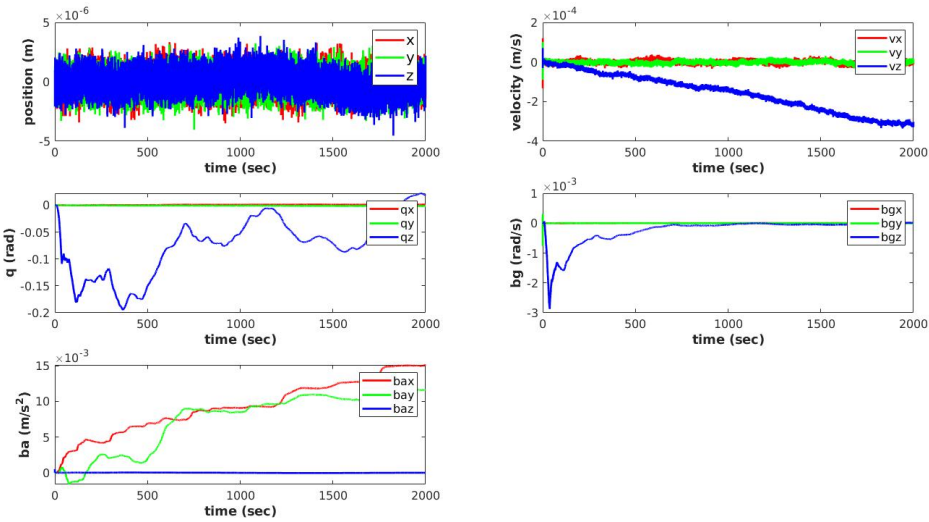 ×10⁻⁶
5
0
-5
position (m)
x
y
z
0 500 1000 1500 2000
time (sec)
×10⁻⁴
2
0
-2
-4
velocity (m/s)
vx
vy
vz
0 500 1000 1500 2000
time (sec)
0
-0.05
-0.1
-0.15
-0.2
q (rad)
qx
qy
qz
0 500 1000 1500 2000
time (sec)
×10⁻³
1
0
-1
-2
-3
bg (rad/s)
bgx
bgy
bgz
0 500 1000 1500 2000
time (sec)
×10⁻³
15
10
5
0
ba (m/s²)
bax
bay
baz
0 500 1000 1500 2000
time (sec)